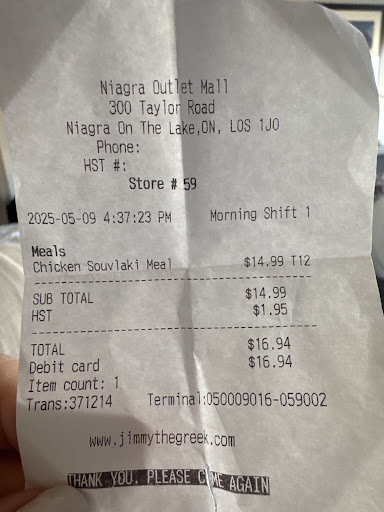 Niagra Outlet Mall
300 Taylor Road
Niagra On The Lake,ON, LOS 1JO
Phone:
HST #:
Store # 59
2025-05-09 4:37:23 PM Morning Shift 1
Meals
Chicken Souvlaki Meal $14.99 T12
SUB TOTAL $14.99
HST $1.95
TOTAL $16.94
Debit card $16.94
Item count: 1
Trans:371214 Terminal:050009016-059002
www.jimmythegreek.com
THANK YOU. PLEASE COME AGAIN